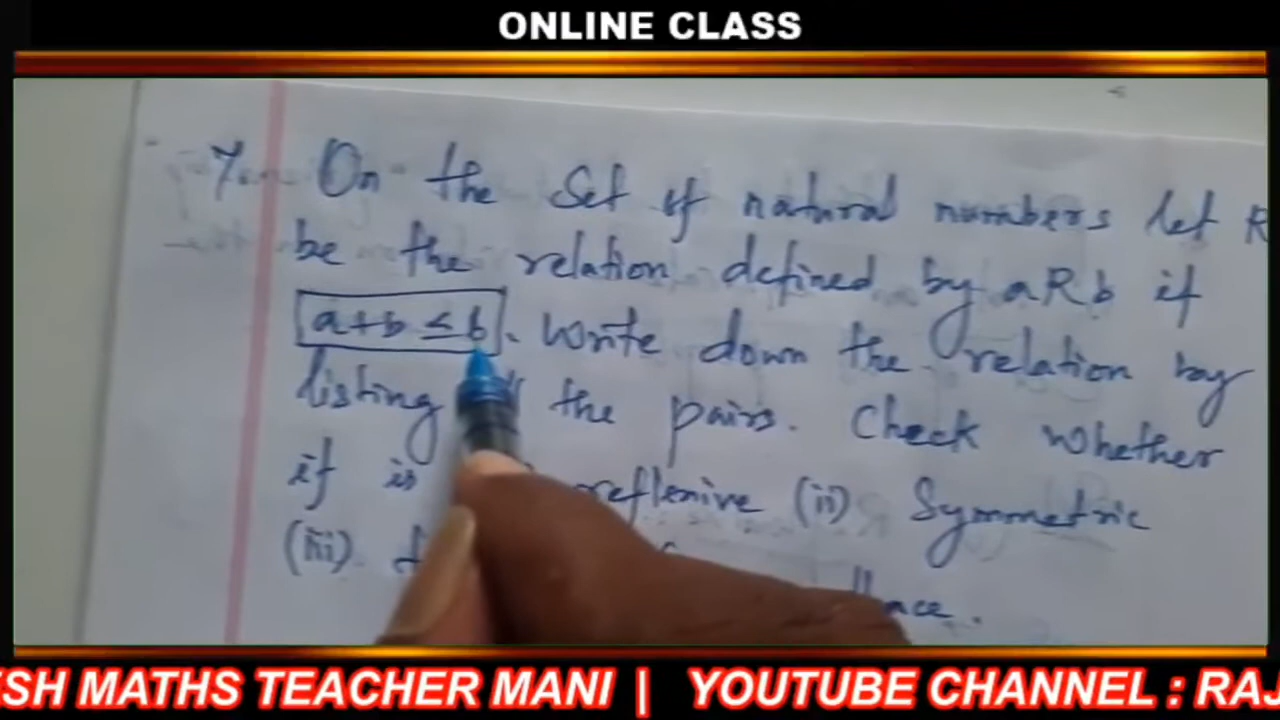 ONLINE CLASS
7. On the Set of natural numbers let R
be the relation defined by aRb if
a+b ≤ b. Write down the relation by
listing the pairs. Check whether
it is reflexive (ii) Symmetric
(iii)
SH MATHS TEACHER MANI | YOUTUBE CHANNEL : RAJ